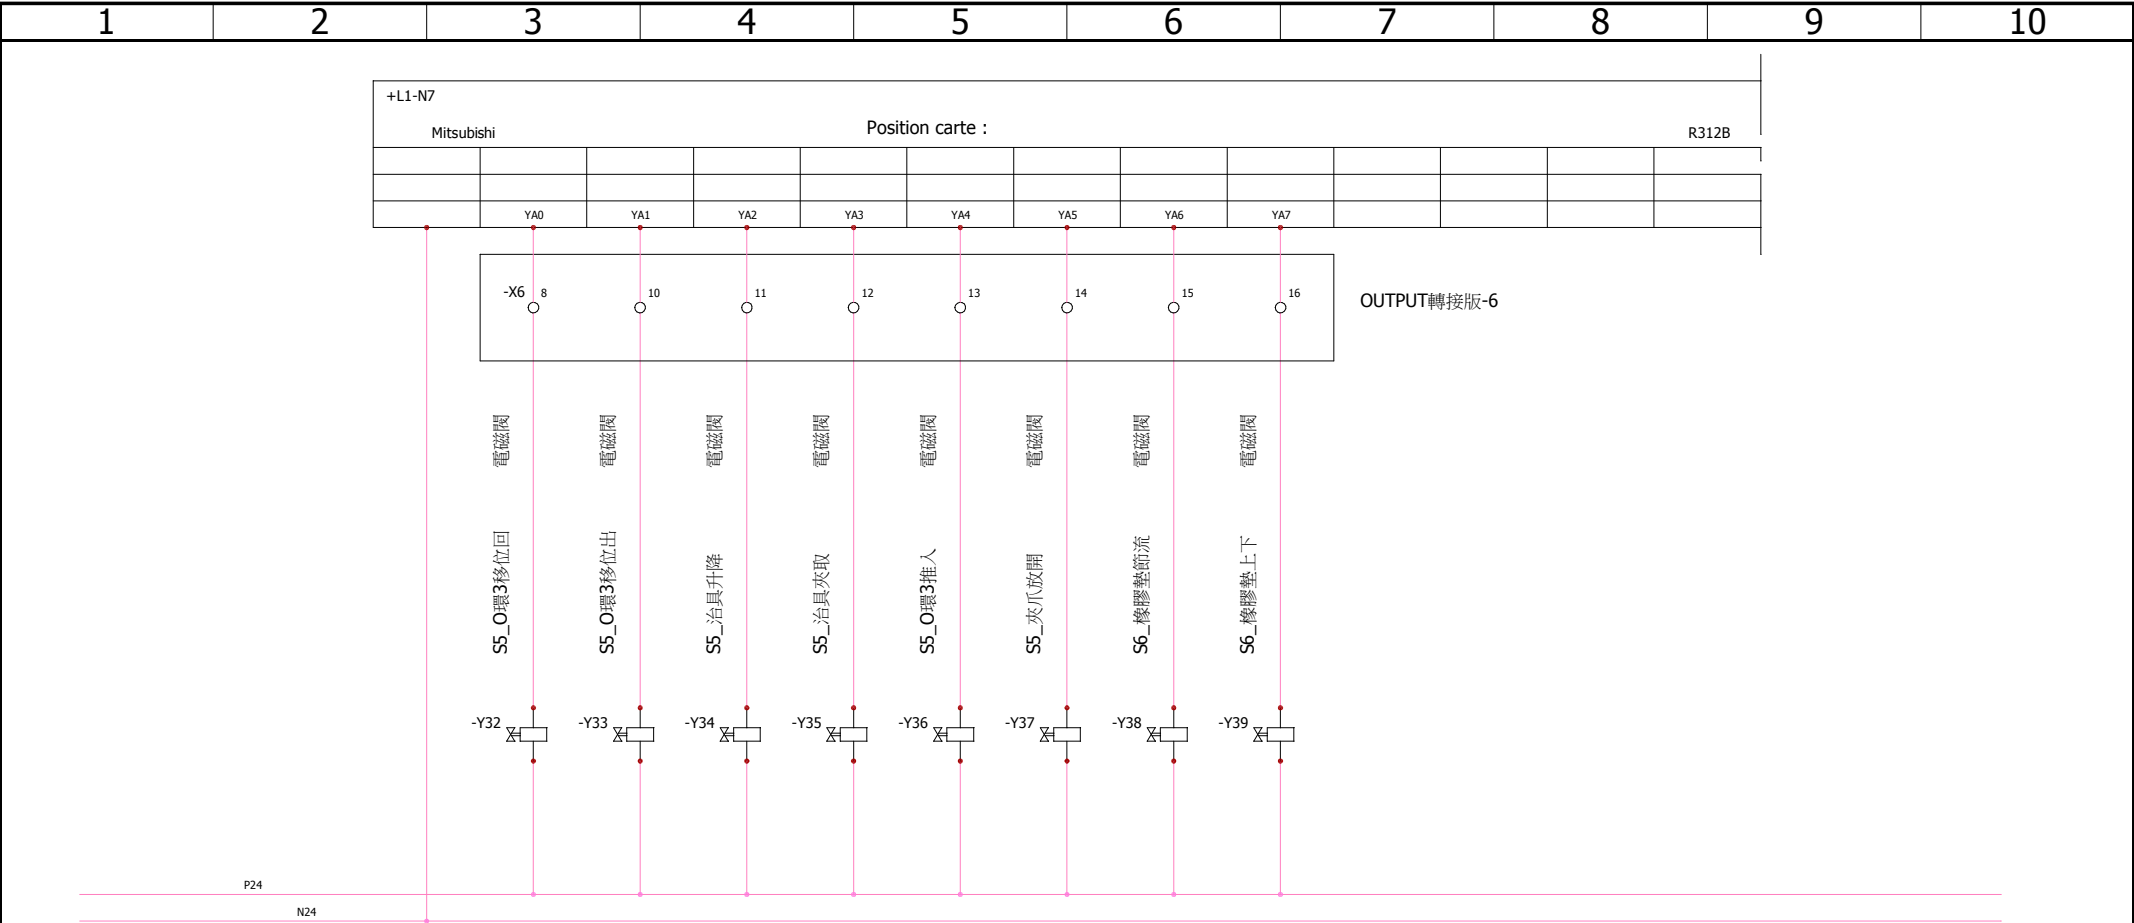 1 2 3 4 5 6 7 8 9 10
+L1-N7
Mitsubishi Position carte : R312B
YA0 YA1 YA2 YA3 YA4 YA5 YA6 YA7
-X6 8 10 11 12 13 14 15 16
OUTPUT轉接版-6
電磁閥 電磁閥 電磁閥 電磁閥 電磁閥 電磁閥 電磁閥 電磁閥
S5_O環3移位回
S5_O環3移位出
S5_治具升降
S5_治具夾取
S5_O環3推入
S5_夾爪放開
S6_橡膠墊節流
S6_橡膠墊上下
-Y32 -Y33 -Y34 -Y35 -Y36 -Y37 -Y38 -Y39
P24
N24